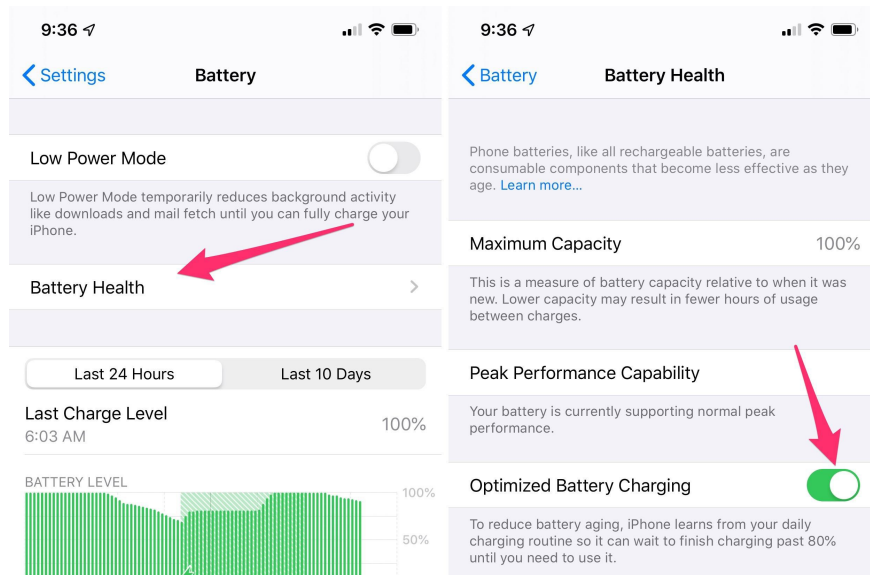 9:36
Settings
Battery
Low Power Mode
Low Power Mode temporarily reduces background activity
like downloads and mail fetch until you can fully charge your
iPhone.
Battery Health
Last 24 Hours
Last 10 Days
Last Charge Level
6:03 AM
100%
BATTERY LEVEL
100%
50%
9:36
Battery
Battery Health
Phone batteries, like all rechargeable batteries, are
consumable components that become less effective as they
age. Learn more...
Maximum Capacity
100%
This is a measure of battery capacity relative to when it was
new. Lower capacity may result in fewer hours of usage
between charges.
Peak Performance Capability
Your battery is currently supporting normal peak
performance.
Optimized Battery Charging
To reduce battery aging, iPhone learns from your daily
charging routine so it can wait to finish charging past 80%
until you need to use it.